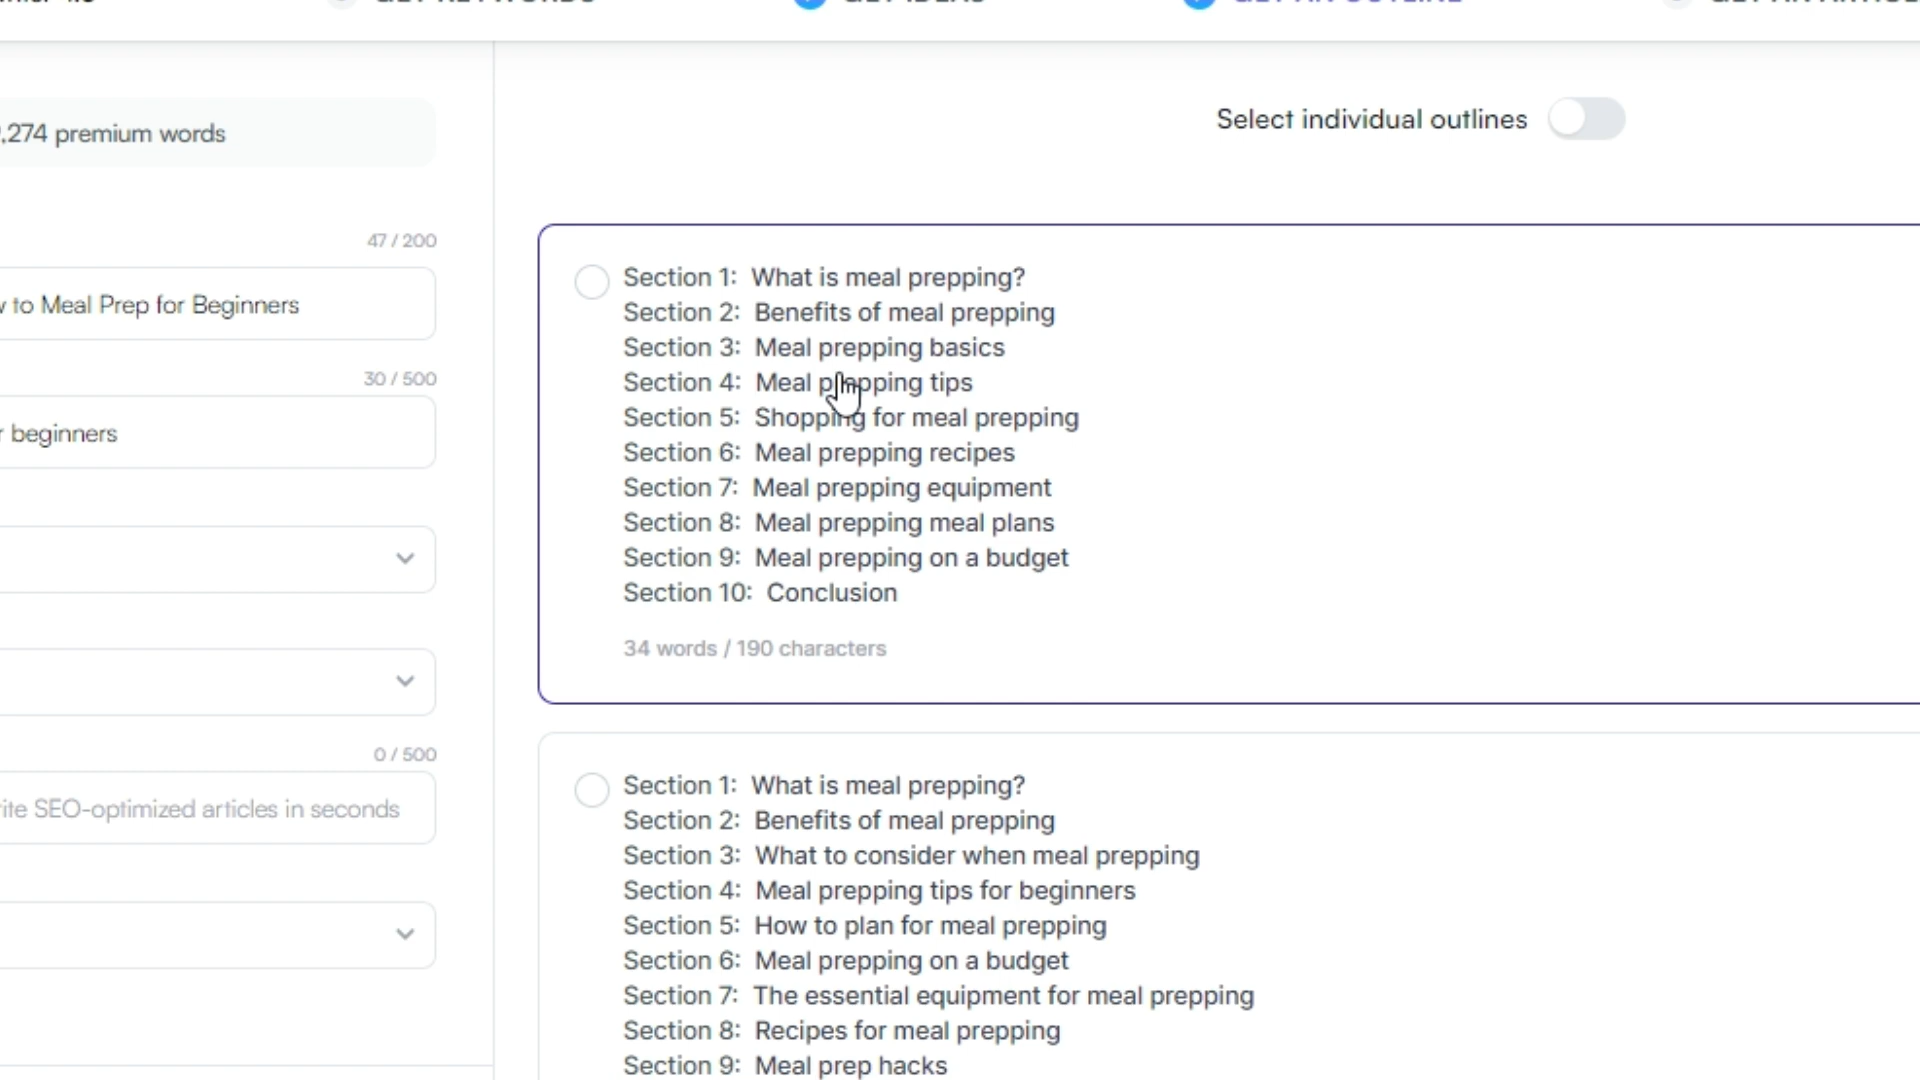 GET KEYWORDS
GET IDEAS
GET AN OUTLINE
,274 premium words
47 / 200
to Meal Prep for Beginners
30 / 500
beginners
0 / 500
SEO-optimized articles in seconds
Select individual outlines
Section 1: What is meal prepping?
Section 2: Benefits of meal prepping
Section 3: Meal prepping basics
Section 4: Meal prepping tips
Section 5: Shopping for meal prepping
Section 6: Meal prepping recipes
Section 7: Meal prepping equipment
Section 8: Meal prepping meal plans
Section 9: Meal prepping on a budget
Section 10: Conclusion
34 words / 190 characters
Section 1: What is meal prepping?
Section 2: Benefits of meal prepping
Section 3: What to consider when meal prepping
Section 4: Meal prepping tips for beginners
Section 5: How to plan for meal prepping
Section 6: Meal prepping on a budget
Section 7: The essential equipment for meal prepping
Section 8: Recipes for meal prepping
Section 9: Meal prep hacks